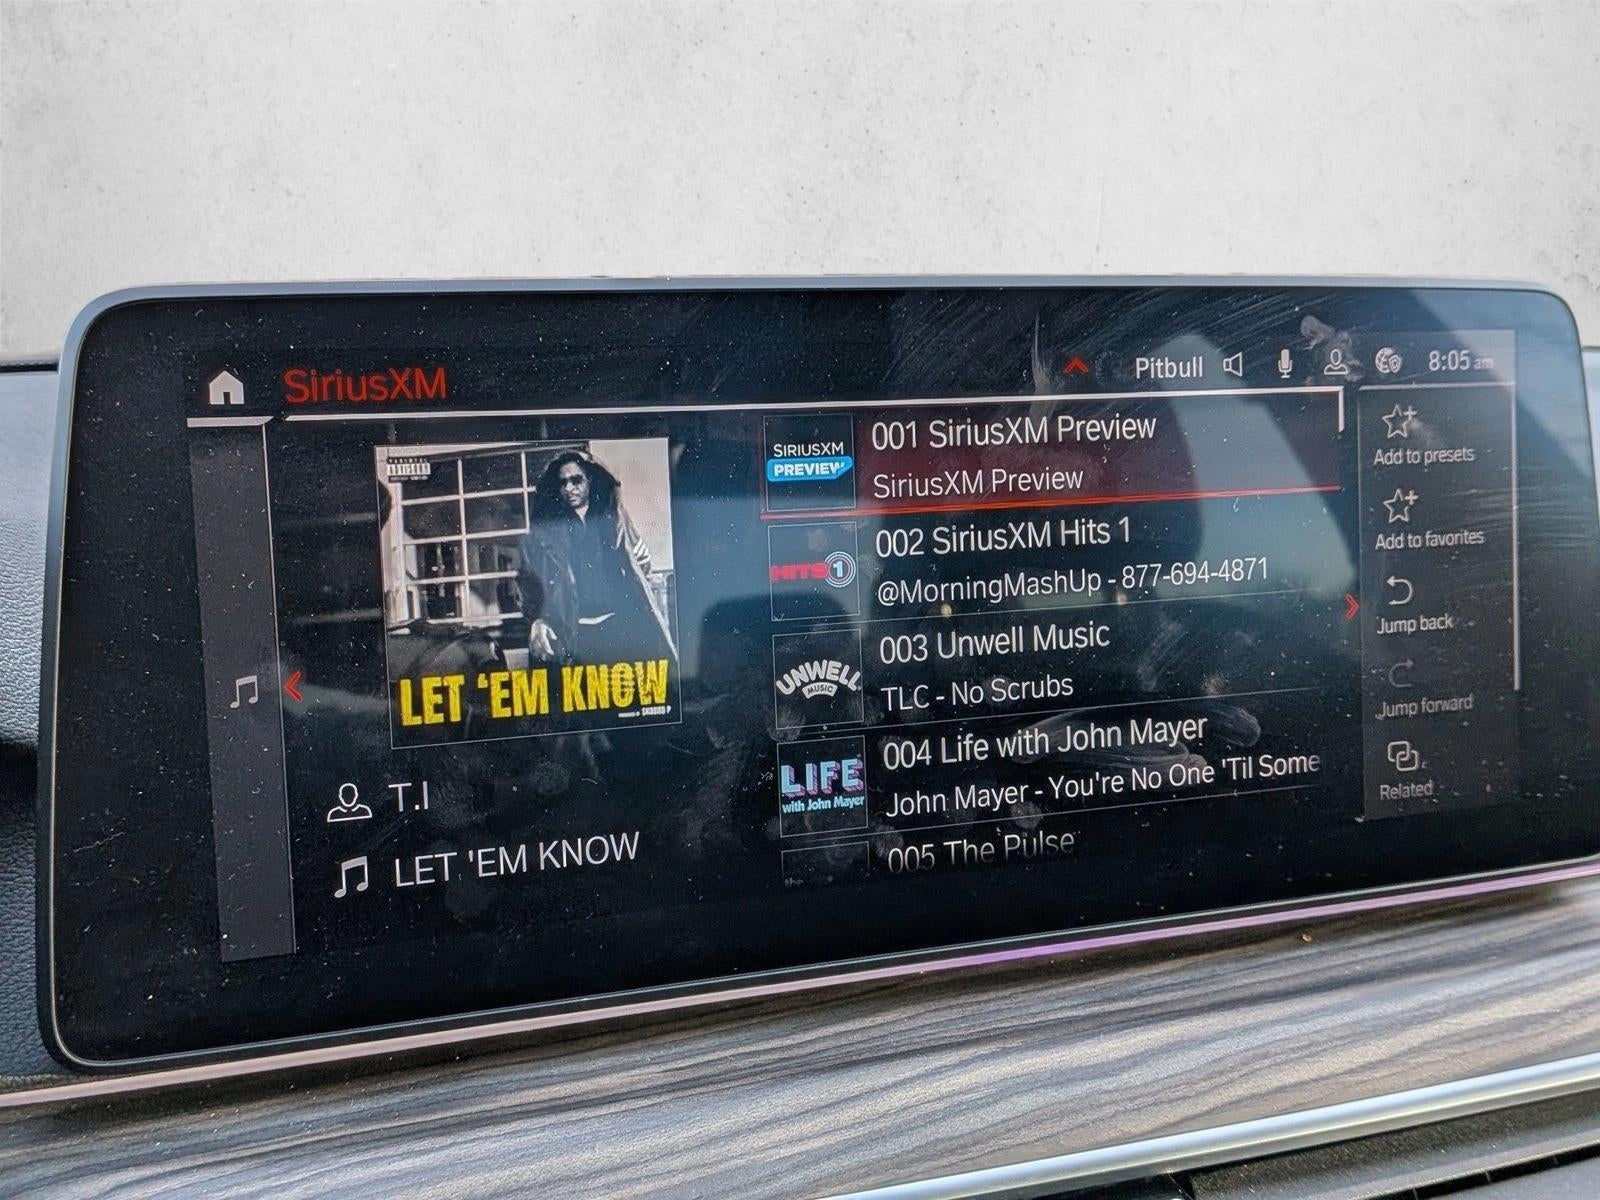 SiriusXM
Pitbull
8:05 am
ADVISORY
LET 'EM KNOW
T.I
LET 'EM KNOW
SIRIUSXM
PREVIEW
001 SiriusXM Preview
SiriusXM Preview
HITS 1
002 SiriusXM Hits 1
@MorningMashUp - 877-694-4871
UNWELL
MUSIC
003 Unwell Music
TLC - No Scrubs
LIFE
with John Mayer
004 Life with John Mayer
John Mayer - You're No One 'Til Some
the
005 The Pulse
Add to presets
Add to favorites
Jump back
Jump forward
Related